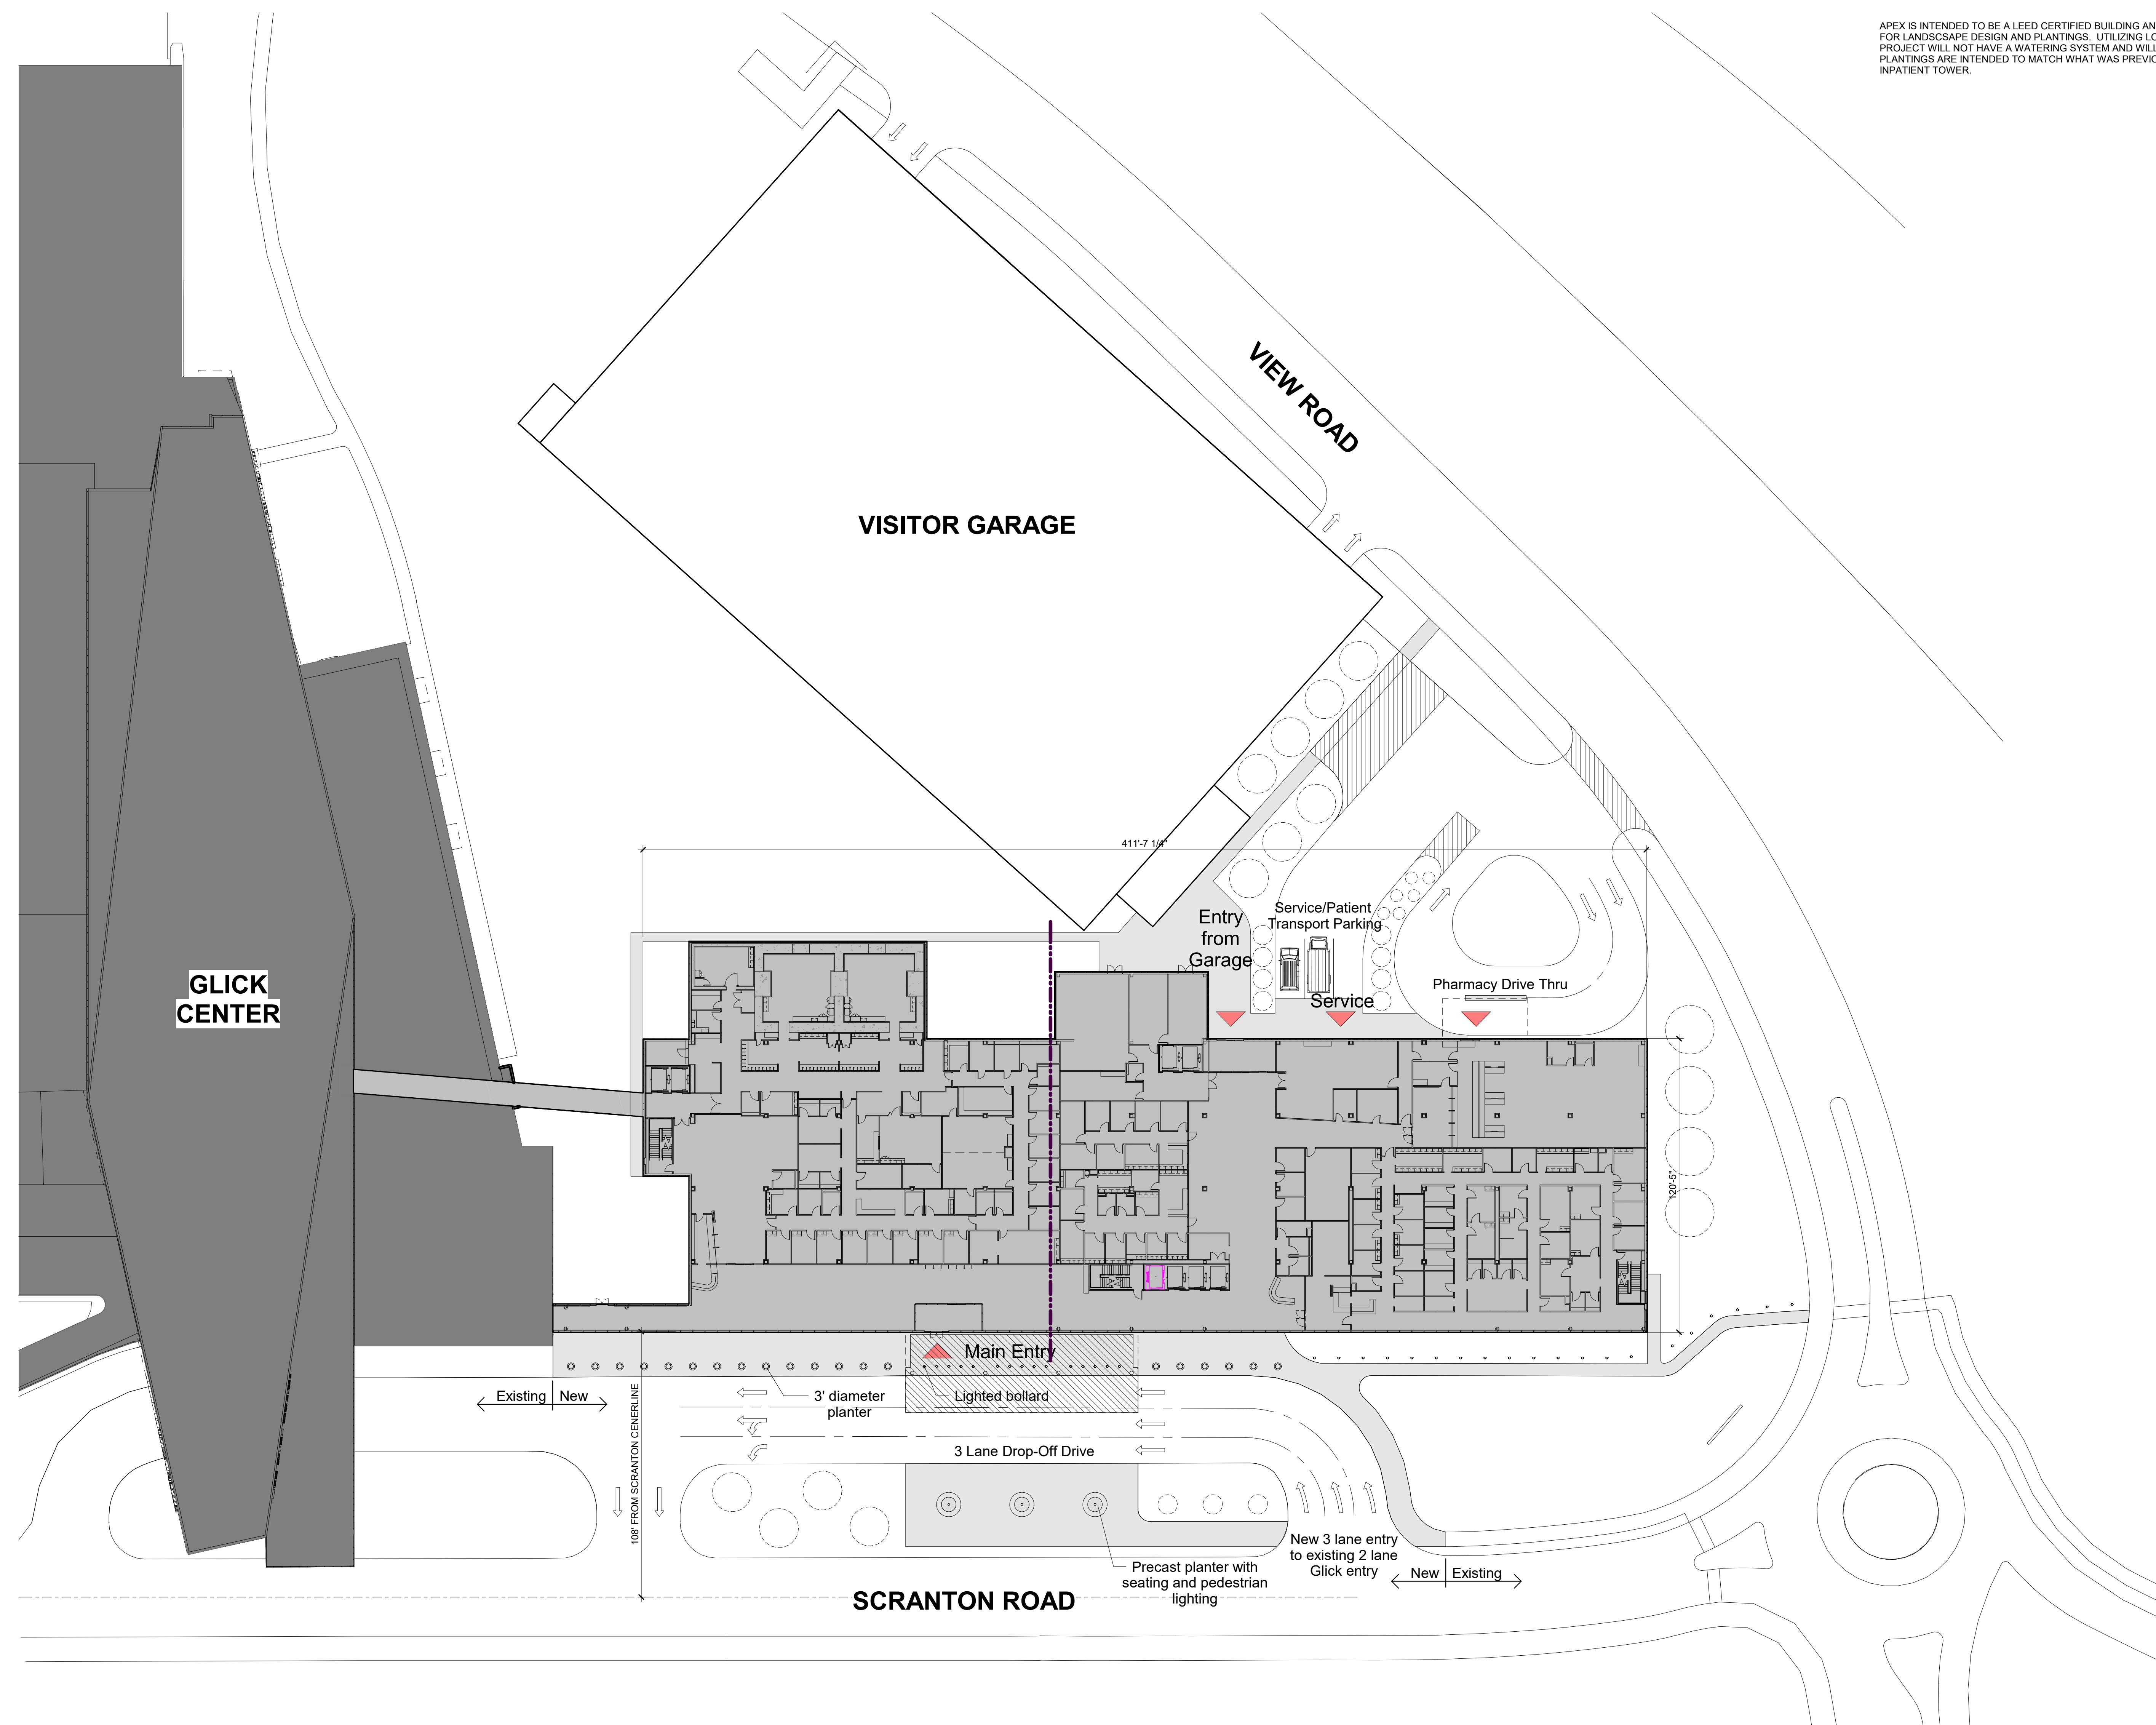 APEX IS INTENDED TO BE A LEED CERTIFIED BUILDING AN
FOR LANDSCSAPE DESIGN AND PLANTINGS. UTILIZING LO
PROJECT WILL NOT HAVE A WATERING SYSTEM AND WILL
PLANTINGS ARE INTENDED TO MATCH WHAT WAS PREVIO
INPATIENT TOWER.
VIEW ROAD
VISITOR GARAGE
411'-7 1/4"
Entry
from
Garage
Service/Patient
Transport Parking
Service
Pharmacy Drive Thru
GLICK
CENTER
120'-5"
Main Entry
Existing
New
3' diameter
planter
Lighted bollard
108' FROM SCRANTON CENERLINE
3 Lane Drop-Off Drive
New 3 lane entry
to existing 2 lane
Glick entry
Precast planter with
seating and pedestrian
lighting
New
Existing
SCRANTON ROAD